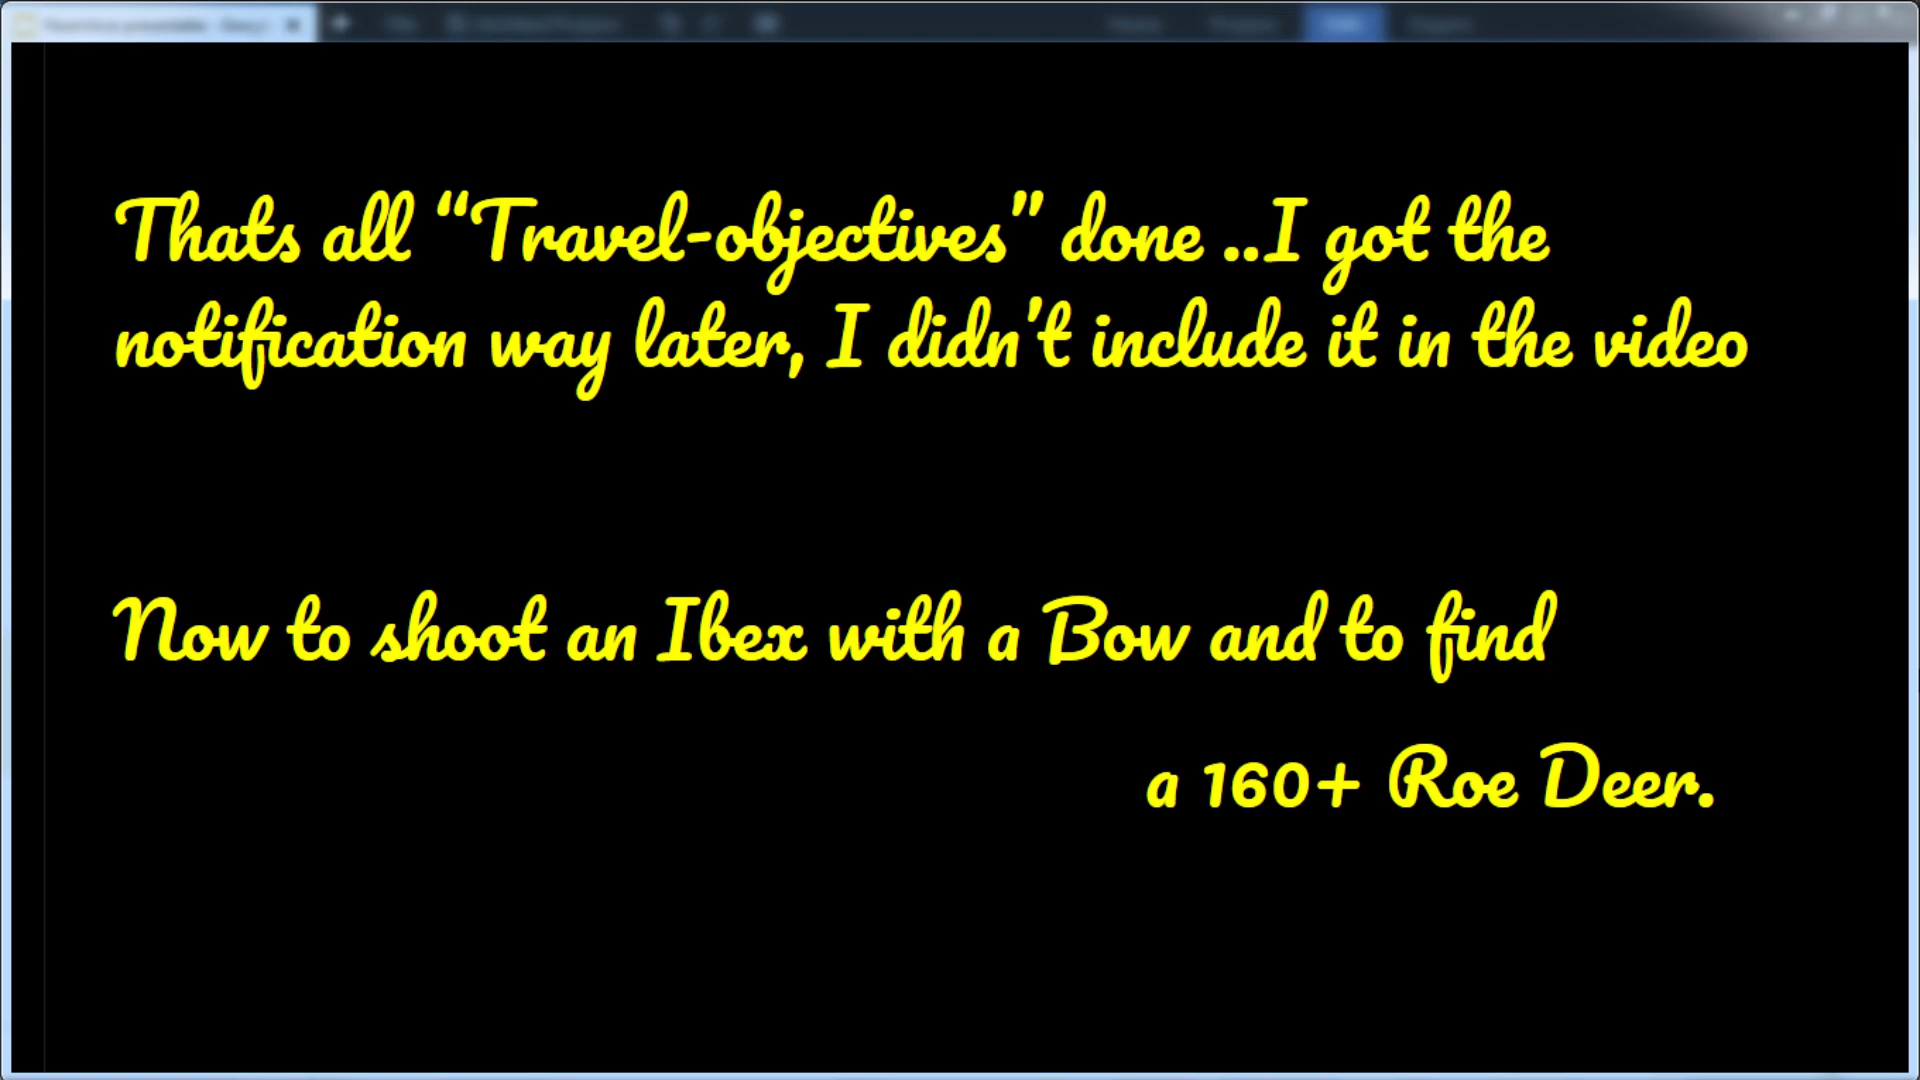 Thats all “Travel-objectives” done ..I got the
notification way later, I didn’t include it in the video
Now to shoot an Ibex with a Bow and to find
a 160+ Roe Deer.